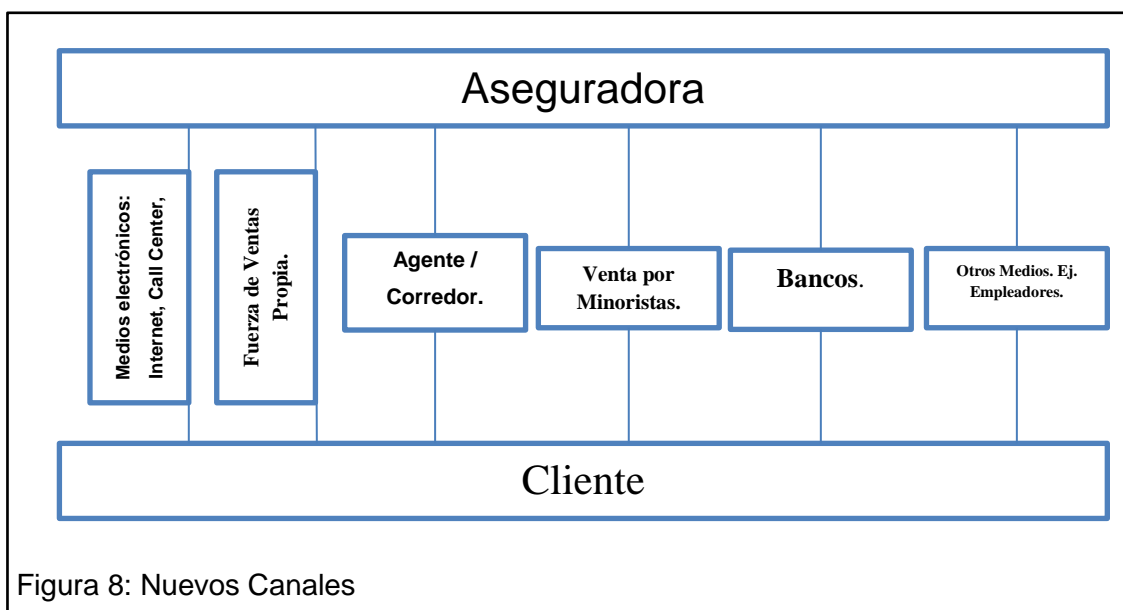 Aseguradora
Medios electrónicos:
Internet, Call Center,
Fuerza de Ventas
Propia.
Agente /
Corredor.
Venta por
Minoristas.
Bancos.
Otros Medios. Ej.
Empleadores.
Cliente
Figura 8: Nuevos Canales